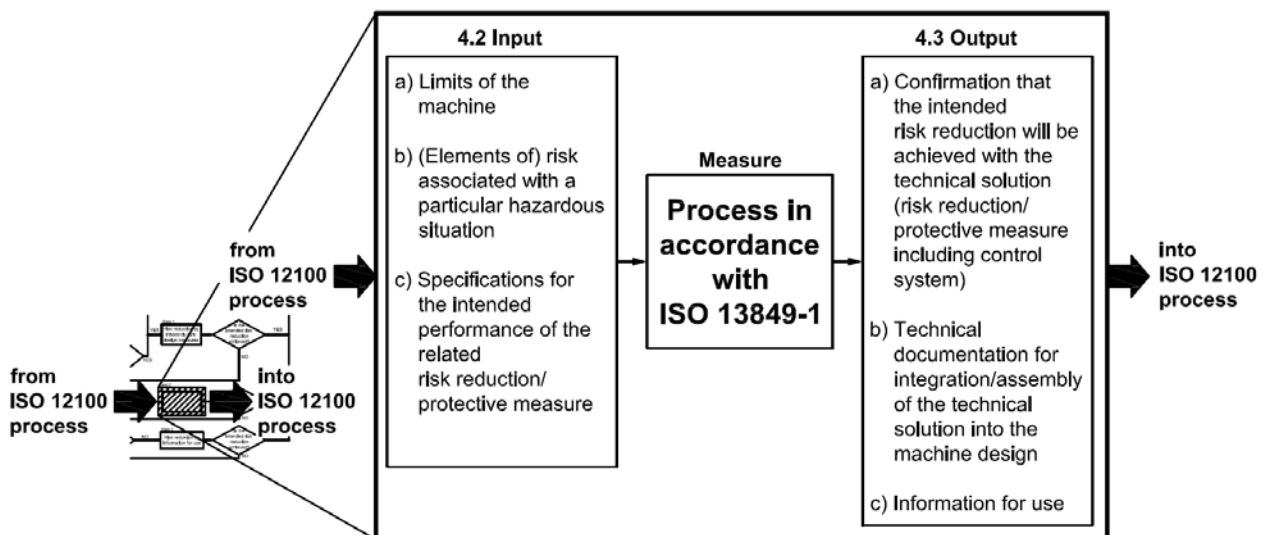 4.2 Input
a) Limits of the
machine
b) (Elements of) risk
associated with a
particular hazardous
situation
c) Specifications for
the intended
performance of the
related
risk reduction/
protective measure
Measure
Process in
accordance
with
ISO 13849-1
4.3 Output
a) Confirmation that
the intended
risk reduction will be
achieved with the
technical solution
(risk reduction/
protective measure
including control
system)
b) Technical
documentation for
integration/assembly
of the technical
solution into the
machine design
c) Information for use
from
ISO 12100
process
into
ISO 12100
process
YES
YES
NO
from
ISO 12100
process
into
ISO 12100
process
NO